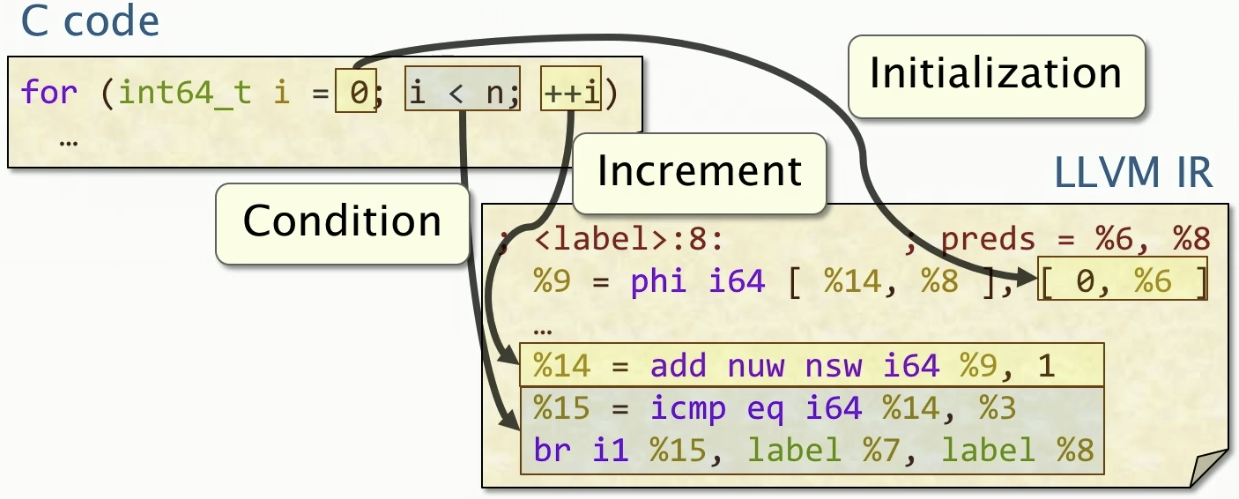 C code
for (int64_t i = 0; i < n; ++i)
…
Initialization
Increment
Condition
LLVM IR
; <label>:8: ; preds = %6, %8
%9 = phi i64 [ %14, %8 ], [ 0, %6 ]
…
%14 = add nuw nsw i64 %9, 1
%15 = icmp eq i64 %14, %3
br i1 %15, label %7, label %8